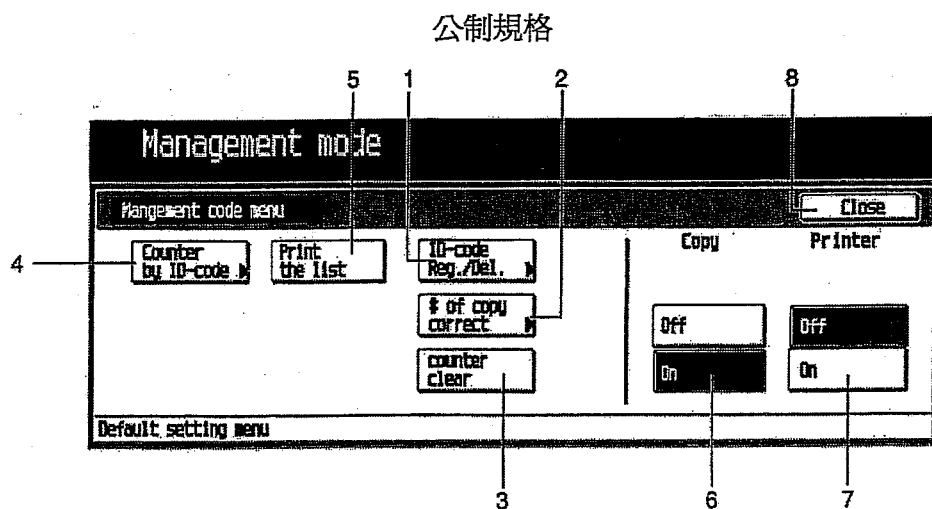 公制規格
5 1 2 8
Management mode
Mangement code menu
Close
Copy Printer
4
Counter
by ID-code
Print
the list
ID-code
Reg./Del.
# of copy
correct
counter
clear
Off
On
Off
On
Default setting menu
3 6 7